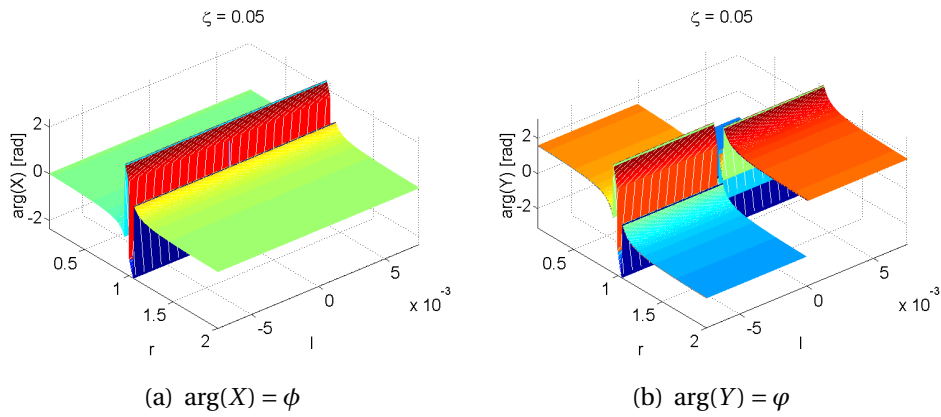 ζ = 0.05
2
0
-2
arg(X) [rad]
0.5
1
1.5
2
r
-5
0
5
x 10⁻³
l
(a) arg(X) = ϕ
ζ = 0.05
2
0
-2
arg(Y) [rad]
0.5
1
1.5
2
r
-5
0
5
x 10⁻³
l
(b) arg(Y) = φ